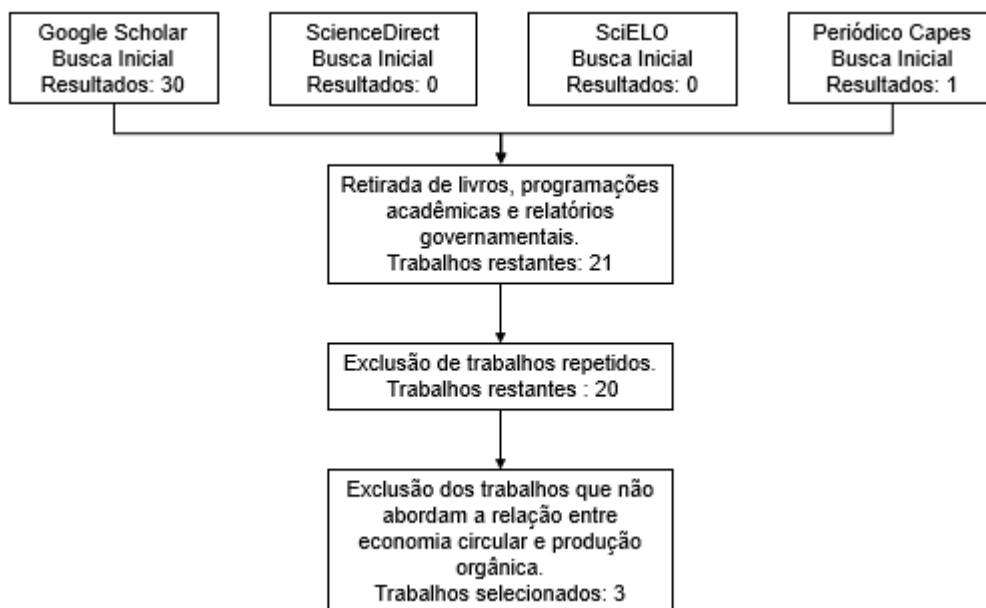 Google Scholar
Busca Inicial
Resultados: 30
ScienceDirect
Busca Inicial
Resultados: 0
SciELO
Busca Inicial
Resultados: 0
Periódico Capes
Busca Inicial
Resultados: 1
Retirada de livros, programações
acadêmicas e relatórios
governamentais.
Trabalhos restantes: 21
Exclusão de trabalhos repetidos.
Trabalhos restantes : 20
Exclusão dos trabalhos que não
abordam a relação entre
economia circular e produção
orgânica.
Trabalhos selecionados: 3